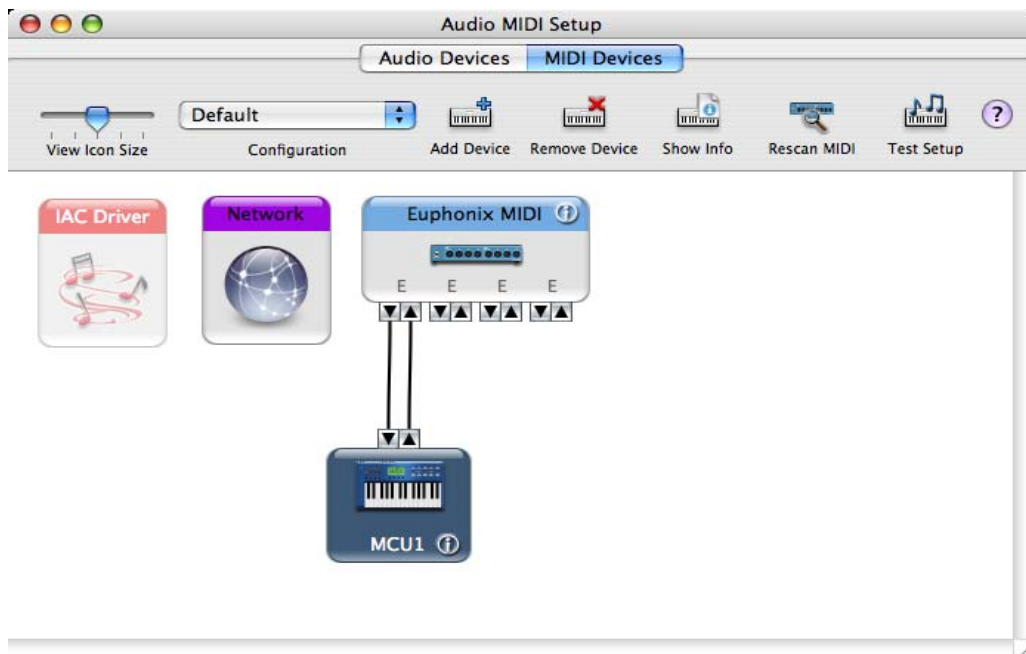 Audio MIDI Setup
Audio Devices MIDI Devices
Default
View Icon Size Configuration Add Device Remove Device Show Info Rescan MIDI Test Setup ?
IAC Driver Network Euphonix MIDI i
E E E E
MCU1 i